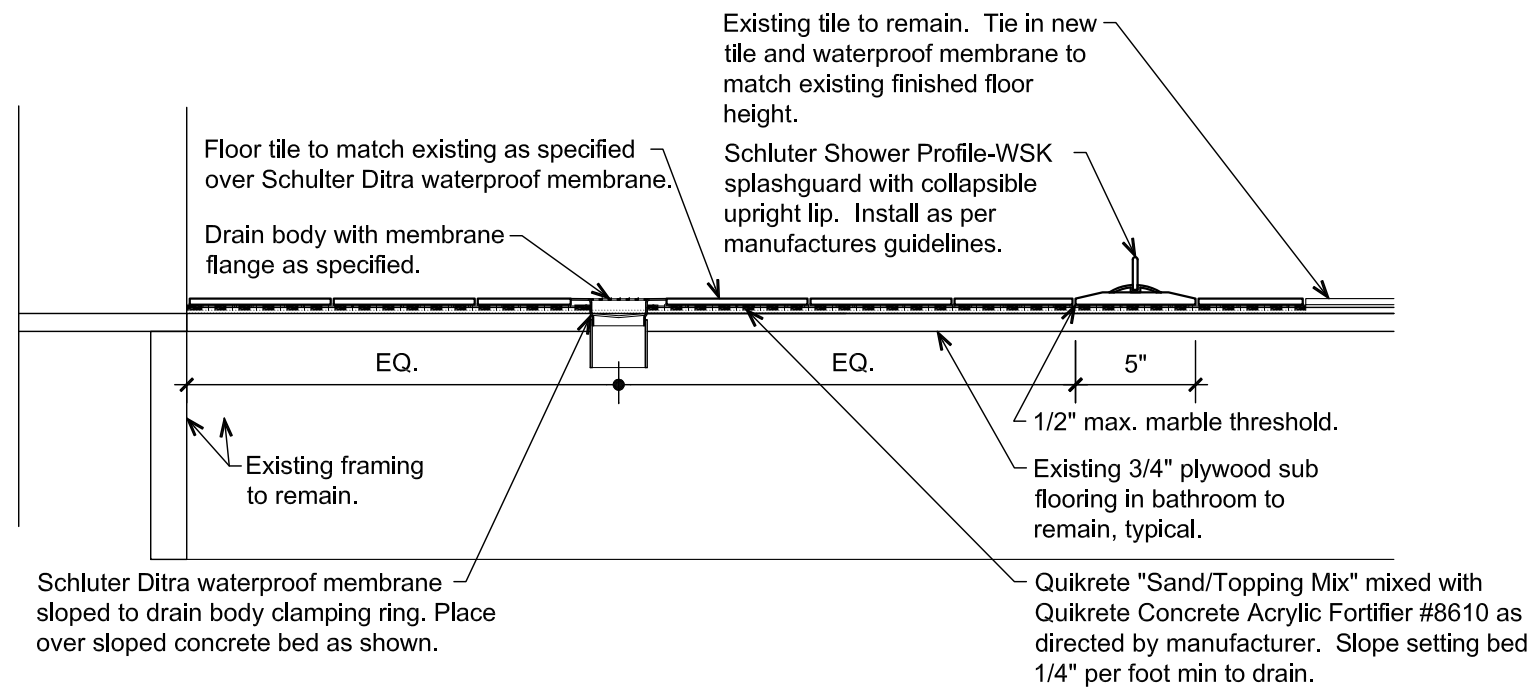 Existing tile to remain. Tie in new
tile and waterproof membrane to
match existing finished floor
height.
Floor tile to match existing as specified
over Schulter Ditra waterproof membrane.
Schluter Shower Profile-WSK
splashguard with collapsible
upright lip. Install as per
manufactures guidelines.
Drain body with membrane
flange as specified.
EQ.
EQ.
5"
1/2" max. marble threshold.
Existing framing
to remain.
Existing 3/4" plywood sub
flooring in bathroom to
remain, typical.
Schluter Ditra waterproof membrane
sloped to drain body clamping ring. Place
over sloped concrete bed as shown.
Quikrete "Sand/Topping Mix" mixed with
Quikrete Concrete Acrylic Fortifier #8610 as
directed by manufacturer. Slope setting bed
1/4" per foot min to drain.